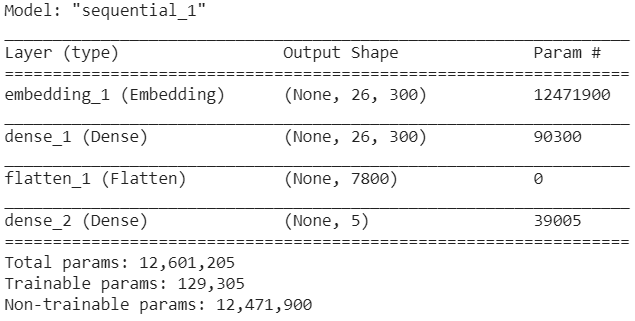 Model: "sequential_1"
Layer (type) Output Shape Param #
embedding_1 (Embedding) (None, 26, 300) 12471900
dense_1 (Dense) (None, 26, 300) 90300
flatten_1 (Flatten) (None, 7800) 0
dense_2 (Dense) (None, 5) 39005
Total params: 12,601,205
Trainable params: 129,305
Non-trainable params: 12,471,900